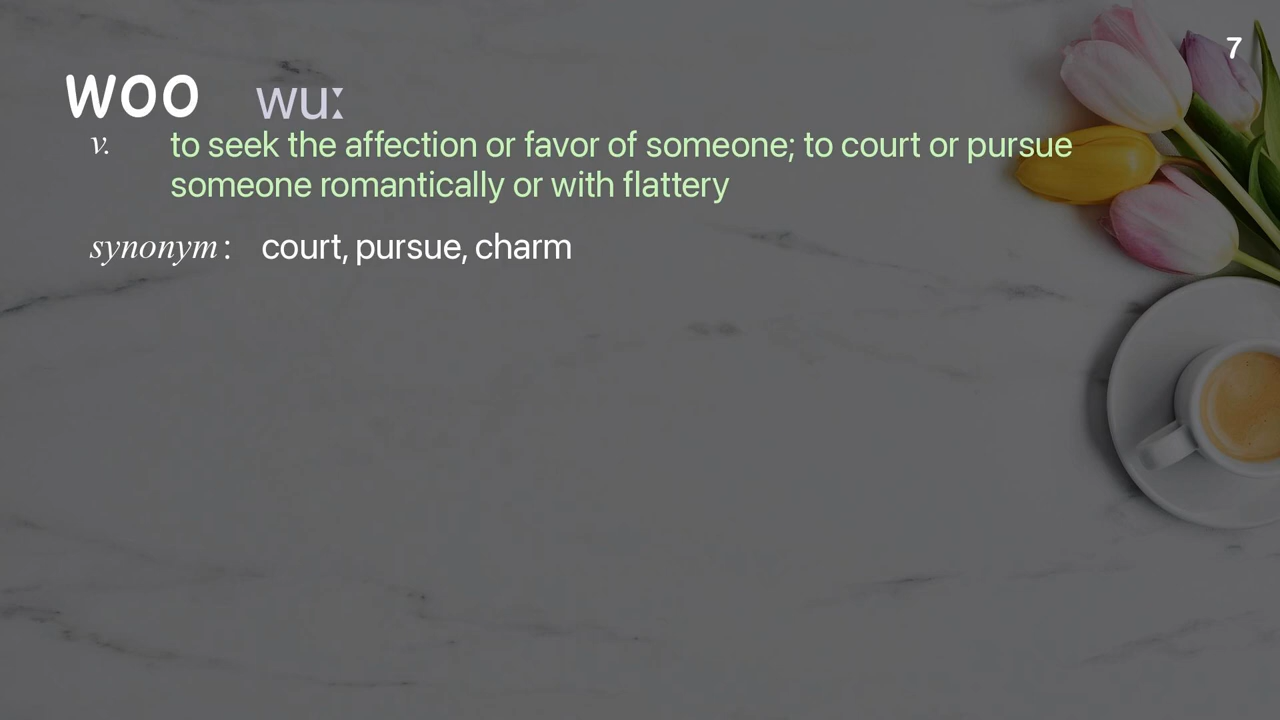 7
woo wuː
v. to seek the affection or favor of someone; to court or pursue
someone romantically or with flattery
synonym : court, pursue, charm